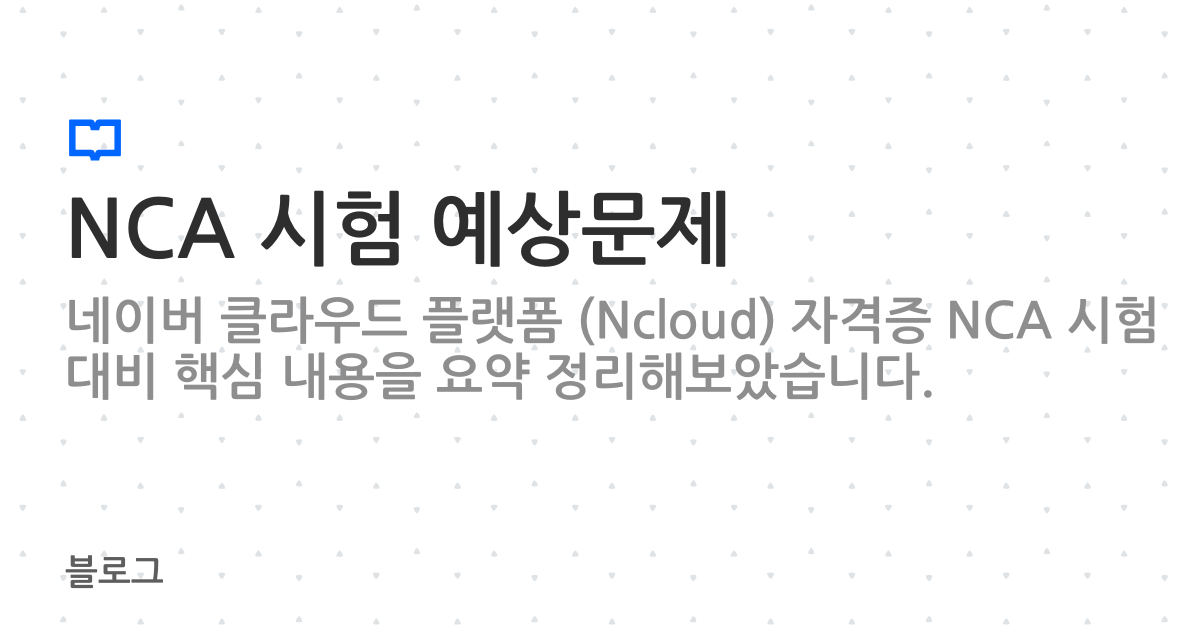 NCA 시험 예상문제
네이버 클라우드 플랫폼 (Ncloud) 자격증 NCA 시험
대비 핵심 내용을 요약 정리해보았습니다.
블로그